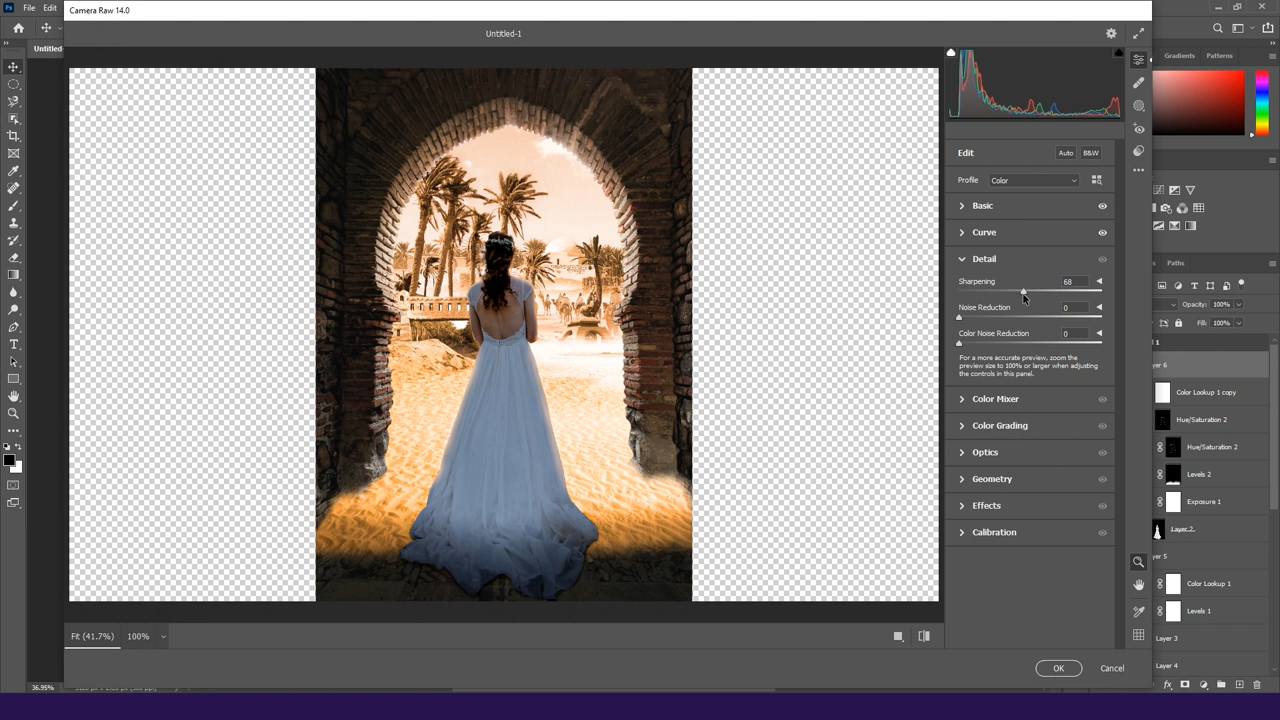 Camera Raw 14.0
Ps File Edit
Untitled-1
Untitled
Gradients Patterns
Edit Auto B&W
Profile Color
Basic
Curve
Detail
Sharpening 68
Noise Reduction 0
Color Noise Reduction 0
For a more accurate preview, zoom the
preview size to 100% or larger when adjusting
the controls in this panel.
Color Mixer
Color Grading
Optics
Geometry
Effects
Calibration
Paths
Opacity: 100%
Fill: 100%
Color Lookup 1 copy
Hue/Saturation 2
Hue/Saturation 2
Levels 2
Exposure 1
Layer 2
Color Lookup 1
Levels 1
Layer 3
Layer 4
Fit (41.7%) 100%
OK Cancel
36.95%